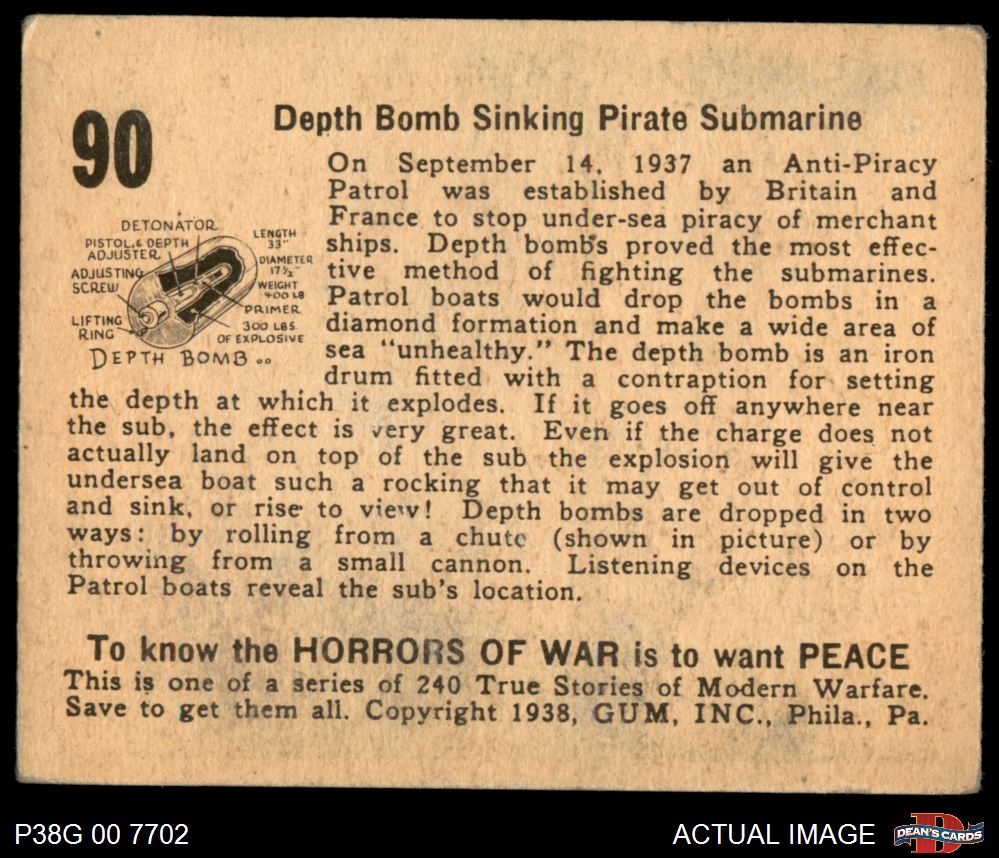 90
Depth Bomb Sinking Pirate Submarine
On September 14, 1937 an Anti-Piracy
Patrol was established by Britain and
France to stop under-sea piracy of merchant
ships. Depth bombs proved the most effec-
tive method of fighting the submarines.
Patrol boats would drop the bombs in a
diamond formation and make a wide area of
sea "unhealthy." The depth bomb is an iron
drum fitted with a contraption for setting
the depth at which it explodes. If it goes off anywhere near
the sub, the effect is very great. Even if the charge does not
actually land on top of the sub the explosion will give the
undersea boat such a rocking that it may get out of control
and sink, or rise to view! Depth bombs are dropped in two
ways: by rolling from a chute (shown in picture) or by
throwing from a small cannon. Listening devices on the
Patrol boats reveal the sub's location.
DETONATOR
PISTOL & DEPTH
ADJUSTER
ADJUSTING
SCREW
LIFTING
RING
LENGTH
33"
DIAMETER
17½"
WEIGHT
400 LB
PRIMER
300 LBS
OF EXPLOSIVE
DEPTH BOMB
To know the HORRORS OF WAR is to want PEACE
This is one of a series of 240 True Stories of Modern Warfare.
Save to get them all. Copyright 1938, GUM, INC., Phila., Pa.
P38G 00 7702
ACTUAL IMAGE
DEAN'S CARDS